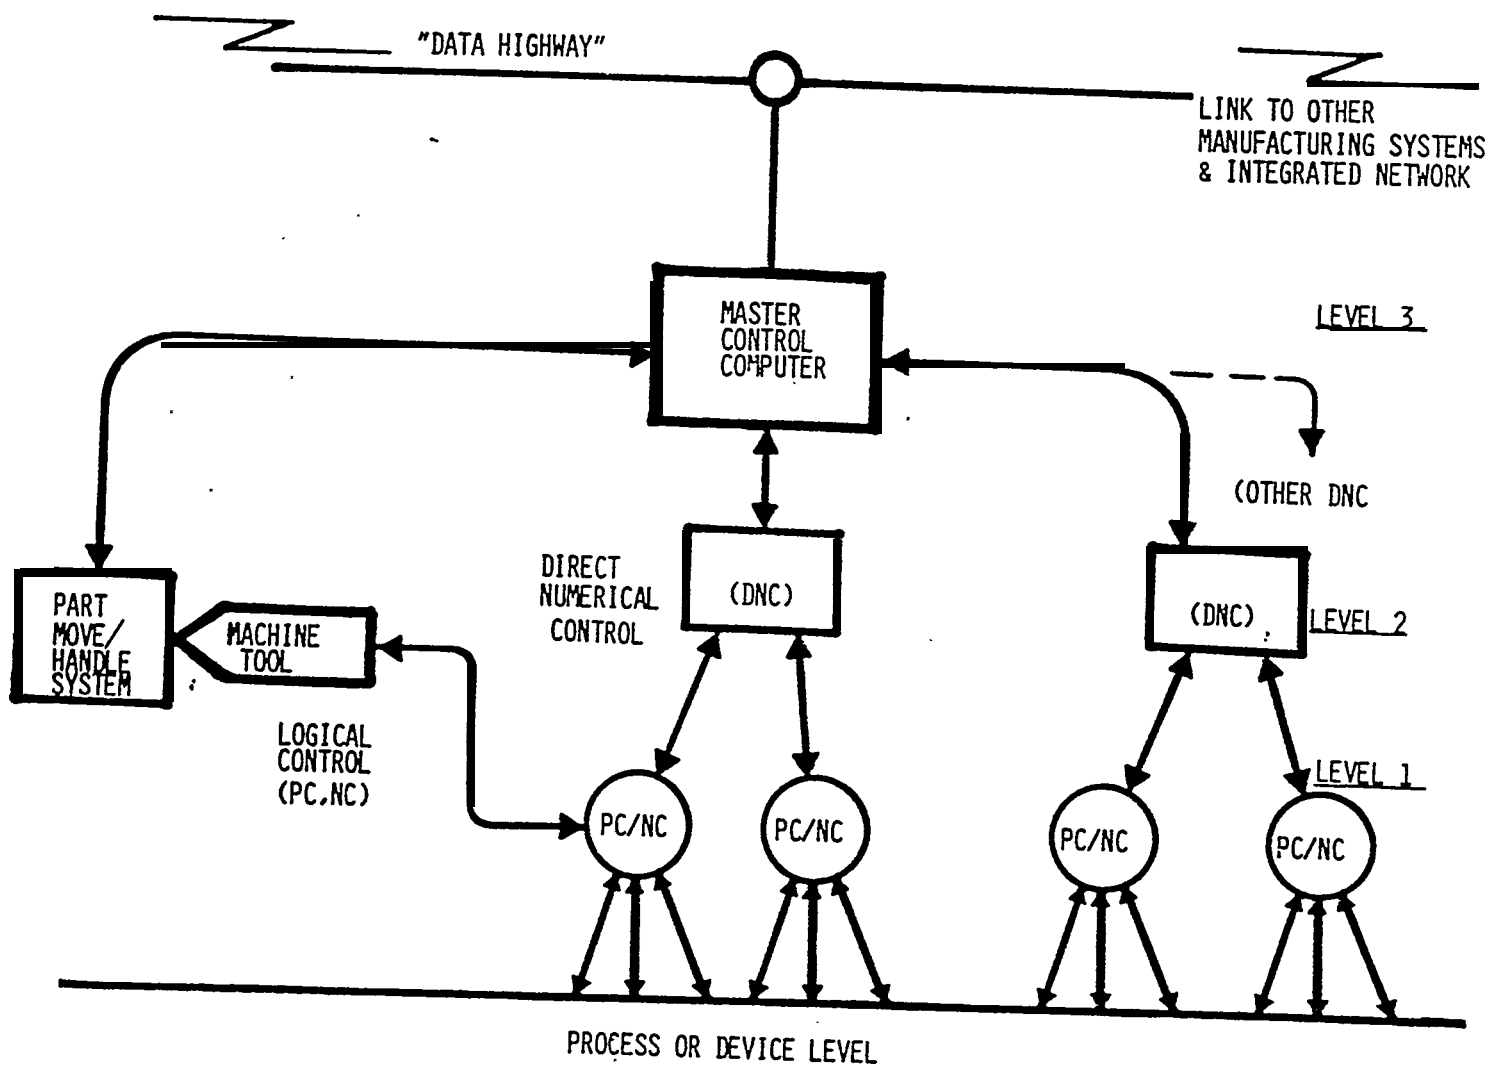 "DATA HIGHWAY"
LINK TO OTHER
MANUFACTURING SYSTEMS
& INTEGRATED NETWORK
MASTER
CONTROL
COMPUTER
LEVEL 3
(OTHER DNC
DIRECT
NUMERICAL
CONTROL
(DNC)
(DNC)
LEVEL 2
PART
MOVE/
HANDLE
SYSTEM
MACHINE
TOOL
LOGICAL
CONTROL
(PC,NC)
LEVEL 1
PC/NC
PC/NC
PC/NC
PC/NC
PROCESS OR DEVICE LEVEL